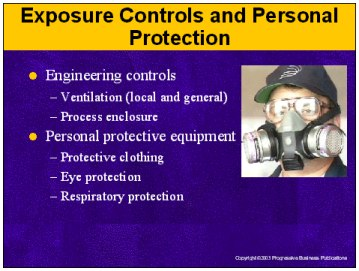 Exposure Controls and Personal
Protection
Engineering controls
– Ventilation (local and general)
– Process enclosure
Personal protective equipment
– Protective clothing
– Eye protection
– Respiratory protection
Copyright ©2003 Progressive Business Publications